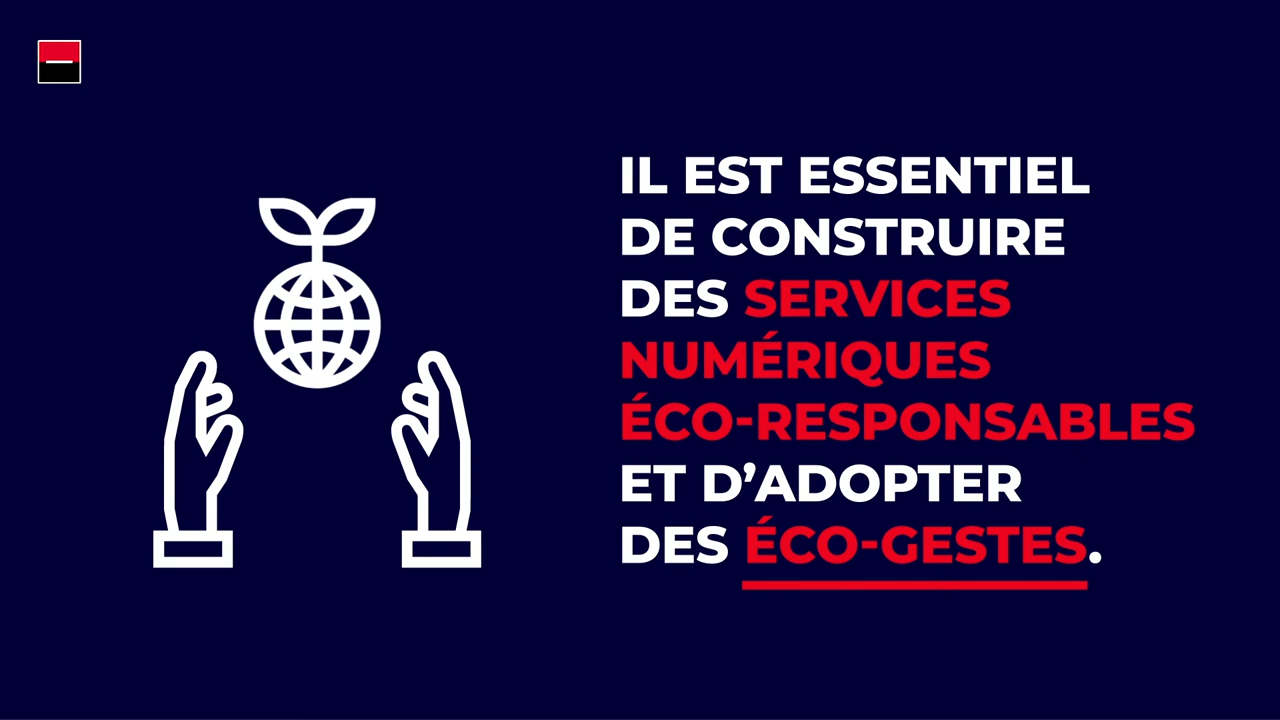 IL EST ESSENTIEL
DE CONSTRUIRE
DES SERVICES
NUMÉRIQUES
ÉCO-RESPONSABLES
ET D’ADOPTER
DES ÉCO-GESTES.